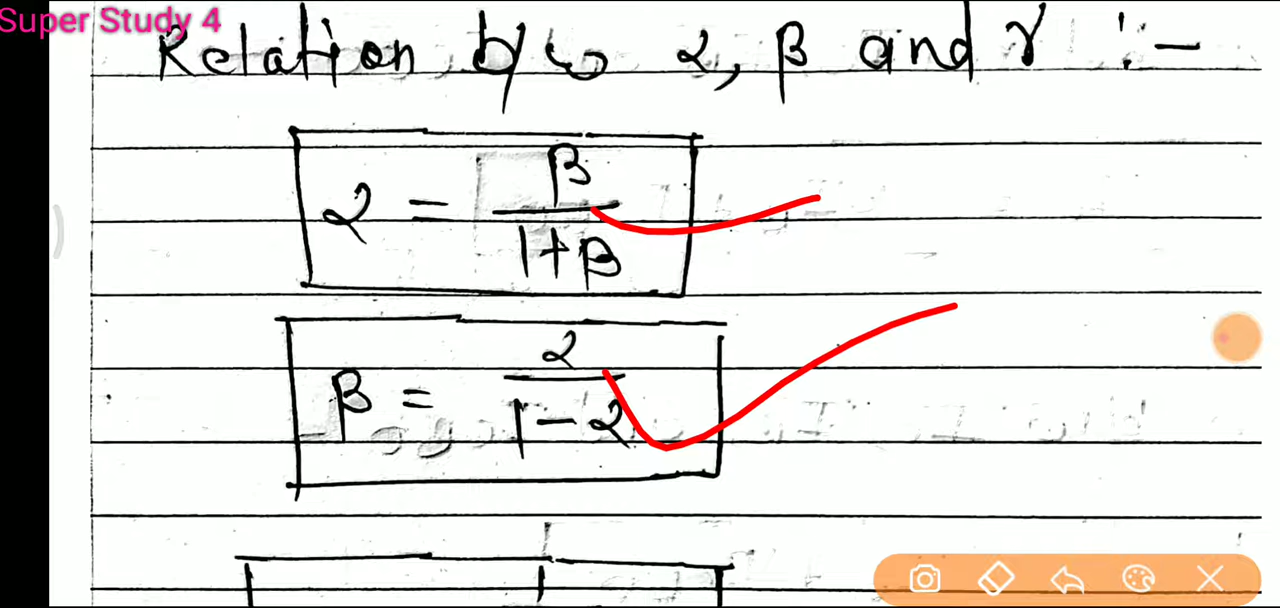 Super Study 4
Relation b/w α, β and γ :-
α = β / 1+β
β = α / 1-α